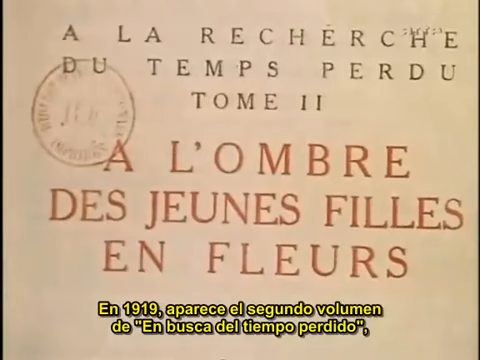 A LA RECHERCHE
DU TEMPS PERDU
TOME II
A L'OMBRE
DES JEUNES FILLES
EN FLEURS
En 1919, aparece el segundo volumen
de "En busca del tiempo perdido",